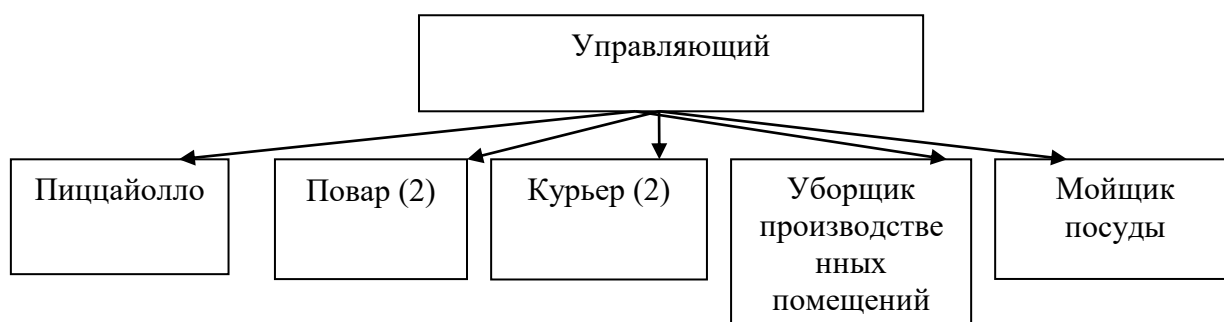 Управляющий
Пиццайолло
Повар (2)
Курьер (2)
Уборщик
производстве
нных
помещений
Мойщик
посуды